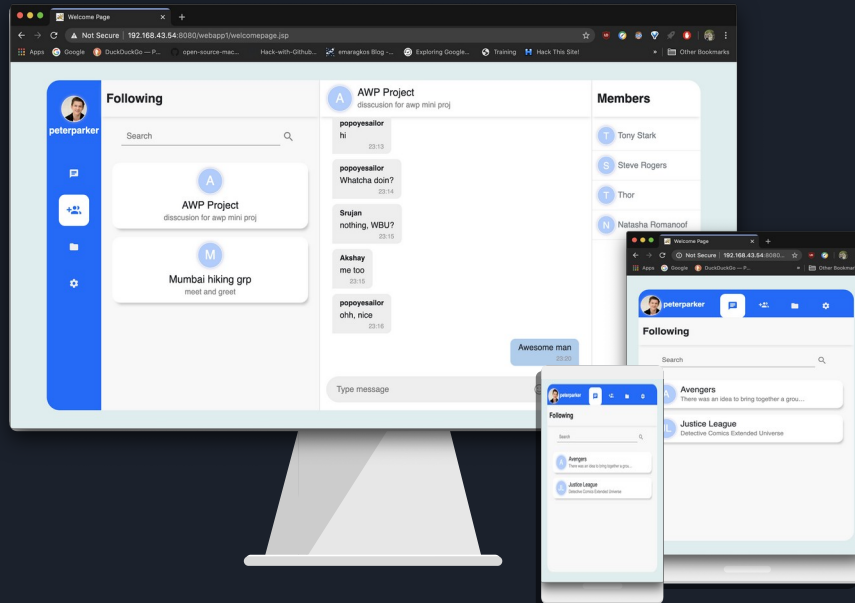 Welcome Page
Not Secure | 192.168.43.54:8080/webapp1/welcomepage.jsp
Apps
Google
DuckDuckGo — P...
open-source-mac...
Hack-with-Github...
emaragkos Blog -...
Exploring Google...
Training
Hack This Site!
»
Other Bookmarks
peterparker
Following
Search
A
AWP Project
disscusion for awp mini proj
M
Mumbai hiking grp
meet and greet
A
AWP Project
disscusion for awp mini proj
popoyesailor
hi
23:13
popoyesailor
Whatcha doin?
23:14
Srujan
nothing, WBU?
23:15
Akshay
me too
23:15
popoyesailor
ohh, nice
23:16
Awesome man
23:20
Type message
Members
T Tony Stark
S Steve Rogers
T Thor
N Natasha Romanoof
Welcome Page
Not Secure | 192.168.43.54:8080...
Apps
Google
DuckDuckGo — P...
»
Other Bookmar
peterparker
Following
Search
A
Avengers
There was an idea to bring together a grou...
Justice League
Detective Comics Extended Universe
peterparker
Following
Search
A
Avengers
There was an idea to bring together a grou...
Justice League
Detective Comics Extended Universe